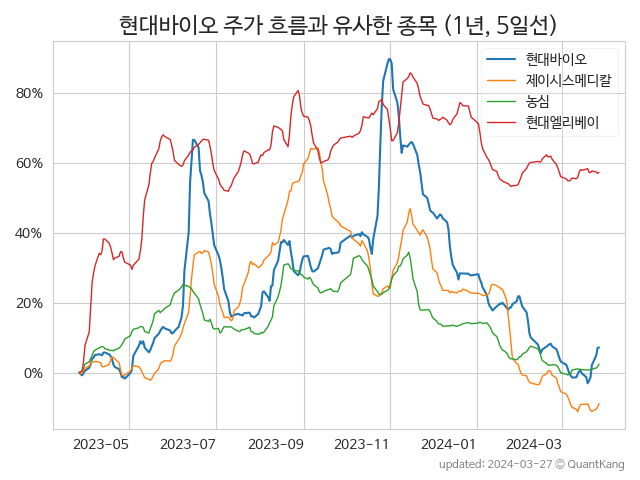 현대바이오 주가 흐름과 유사한 종목 (1년, 5일선)
현대바이오
제이시스메디칼
농심
현대엘리베이
80%
60%
40%
20%
0%
2023-05 2023-07 2023-09 2023-11 2024-01 2024-03
updated: 2024-03-27 © QuantKang